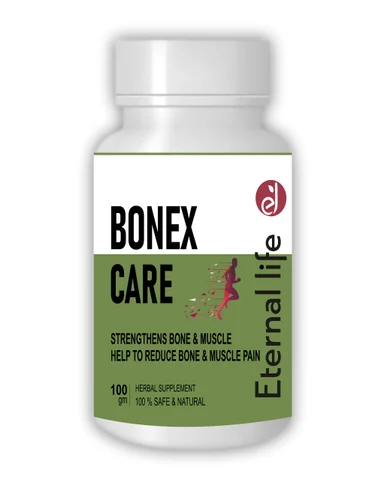 BONEX
CARE
STRENGTHENS BONE & MUSCLE
HELP TO REDUCE BONE & MUSCLE PAIN
100
gm
HERBAL SUPPLEMENT
100 % SAFE & NATURAL
Eternal life
el